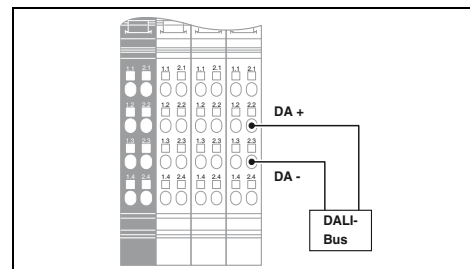 1.1 2.1 1.1 2.1 1.1 2.1 1.1 2.1
1.2 2.2 1.2 2.2 1.2 2.2 1.2 2.2
DA +
1.3 2.3 1.3 2.3 1.3 2.3 1.3 2.3
DA -
1.4 2.4 1.4 2.4 1.4 2.4 1.4 2.4
DALI-
Bus